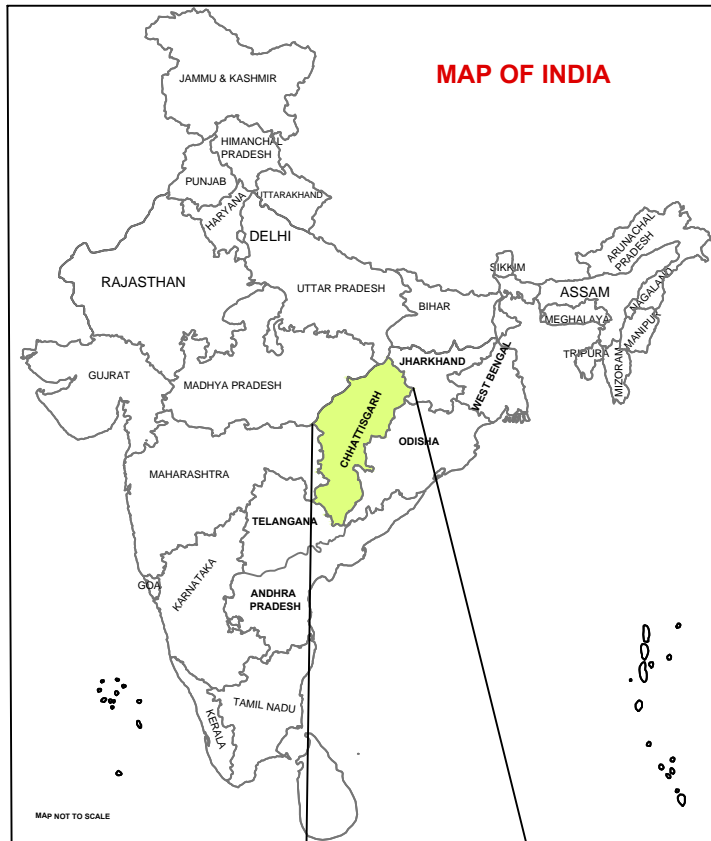 MAP OF INDIA
JAMMU & KASHMIR
HIMANCHAL
PRADESH
PUNJAB
UTTARAKHAND
HARYANA
DELHI
RAJASTHAN
UTTAR PRADESH
SIKKIM
ARUNACHAL
PRADESH
ASSAM
NAGALAND
BIHAR
MEGHALAYA
MANIPUR
TRIPURA
MIZORAM
GUJRAT
MADHYA PRADESH
JHARKHAND
WEST BENGAL
CHHATTISGARH
ODISHA
MAHARASHTRA
TELANGANA
GOA
KARNATAKA
ANDHRA
PRADESH
TAMIL NADU
KERALA
MAP NOT TO SCALE